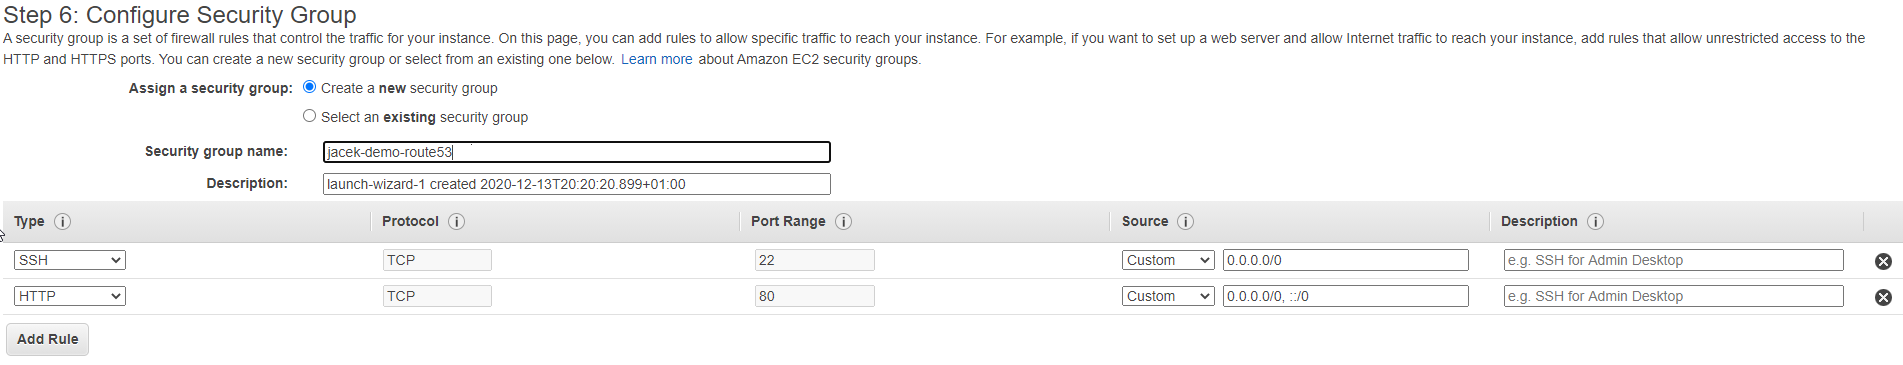 Step 6: Configure Security Group
A security group is a set of firewall rules that control the traffic for your instance. On this page, you can add rules to allow specific traffic to reach your instance. For example, if you want to set up a web server and allow Internet traffic to reach your instance, add rules that allow unrestricted access to the
HTTP and HTTPS ports. You can create a new security group or select from an existing one below. Learn more about Amazon EC2 security groups.
Assign a security group: Create a new security group
Select an existing security group
Security group name: jacek-demo-route53
Description: launch-wizard-1 created 2020-12-13T20:20:20.899+01:00
Type i Protocol i Port Range i Source i Description i
SSH TCP 22 Custom 0.0.0.0/0 e.g. SSH for Admin Desktop
HTTP TCP 80 Custom 0.0.0.0/0, ::/0 e.g. SSH for Admin Desktop
Add Rule